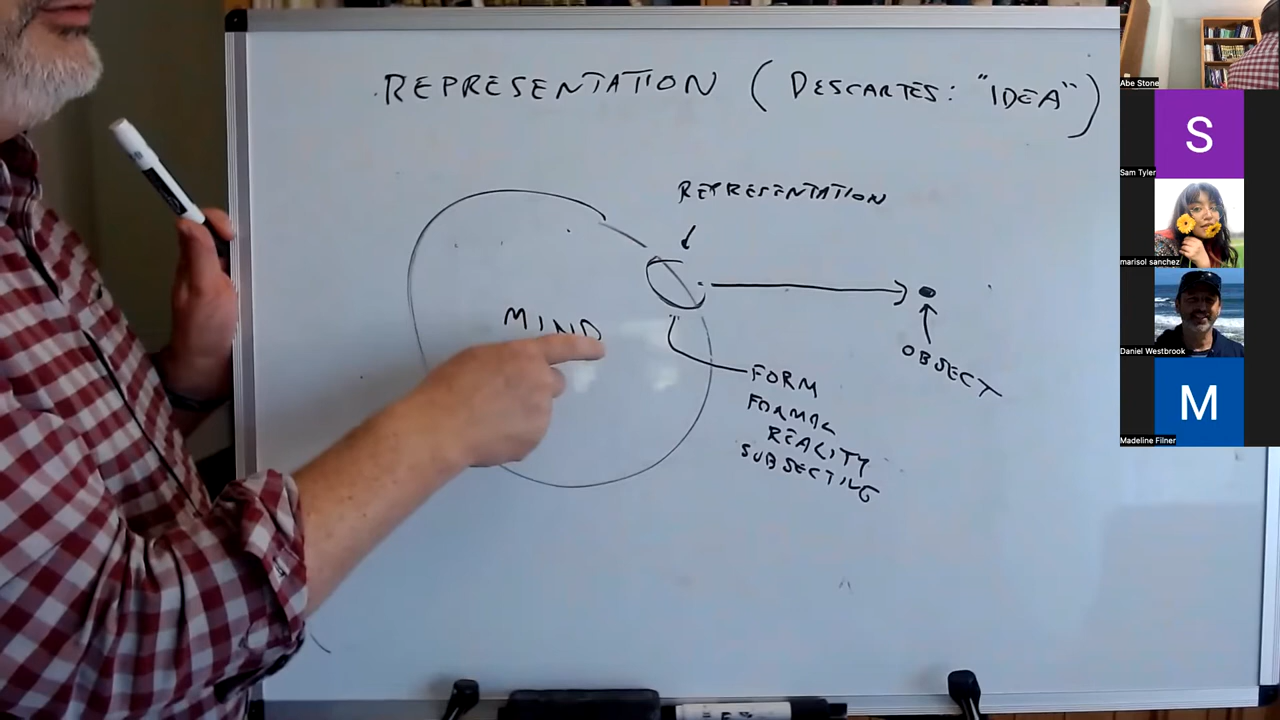 REPRESENTATION (DESCARTES: "IDEA")
REPRESENTATION
MIND
OBJECT
FORM
FORMAL
REALITY
SUBJECTIVE
Abe Stone
Sam Tyler
S
marisol sanchez
Daniel Westbrook
Madeline Filner
M